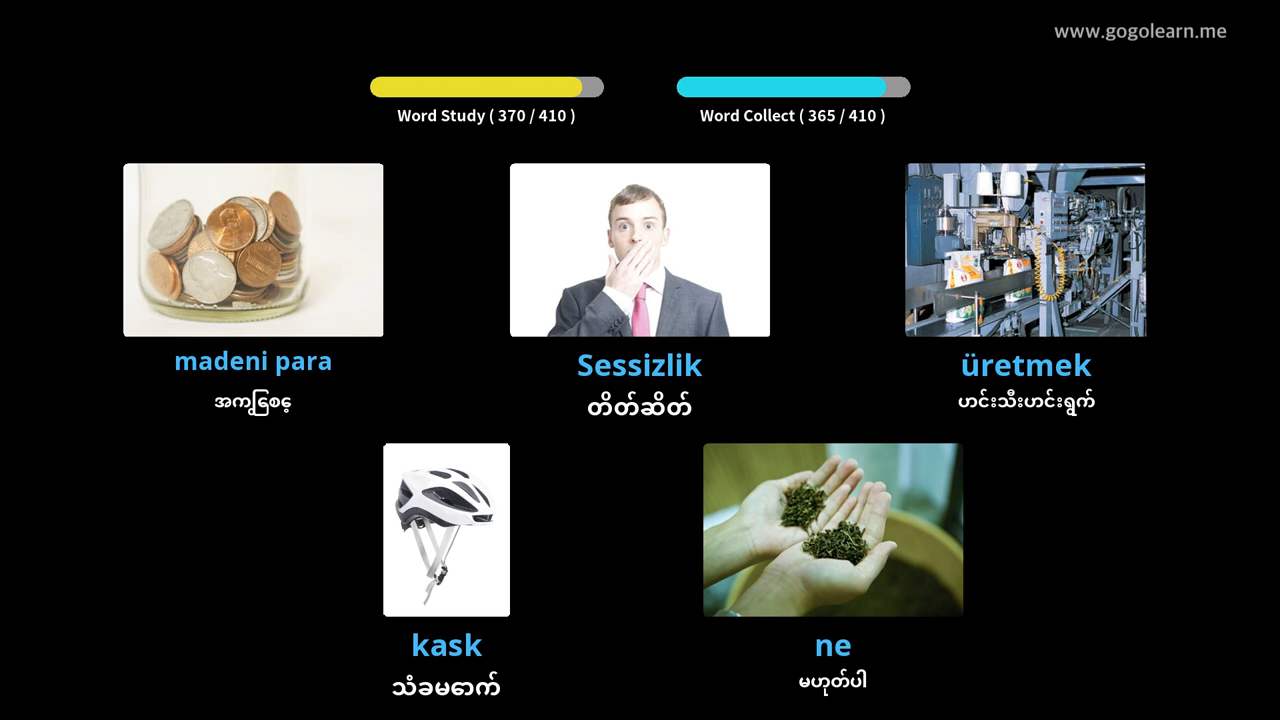 www.gogolearn.me
Word Study ( 370 / 410 )
Word Collect ( 365 / 410 )
madeni para
အကြွေစေ့
Sessizlik
တိတ်ဆိတ်
üretmek
ဟင်းသီးဟင်းရွက်
kask
သံခမောက်
ne
မဟုတ်ပါ